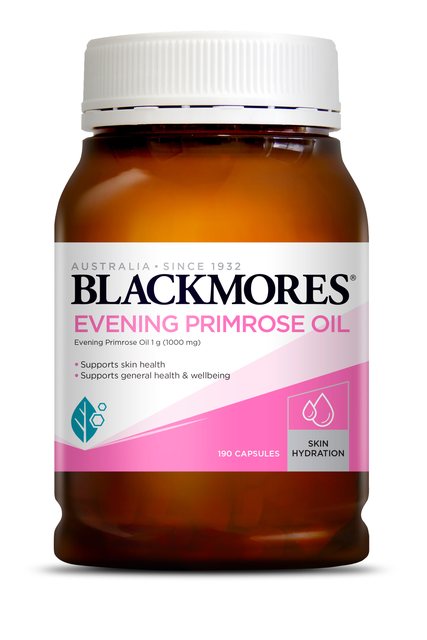 AUSTRALIA • SINCE 1932
BLACKMORES®
EVENING PRIMROSE OIL
Evening Primrose Oil 1 g (1000 mg)
• Supports skin health
• Supports general health & wellbeing
190 CAPSULES
SKIN
HYDRATION